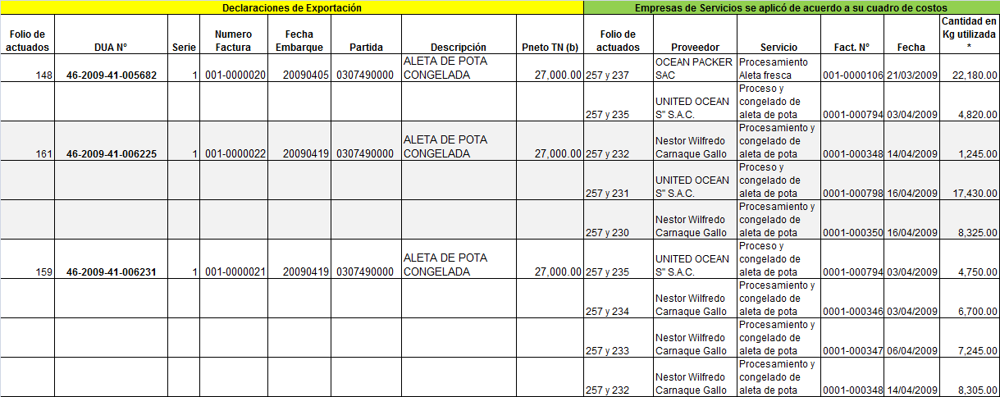 Declaraciones de Exportación Empresas de Servicios se aplicó de acuerdo a su cuadro de costos
Folio de actuados DUA Nº Serie Numero Factura Fecha Embarque Partida Descripción Pneto TN (b) Folio de actuados Proveedor Servicio Fact. Nº Fecha Cantidad en Kg utilizada *
148 46-2009-41-005682 1 001-0000020 20090405 0307490000 ALETA DE POTA CONGELADA 27,000.00 257 y 237 OCEAN PACKER SAC Procesamiento Aleta fresca 001-0000106 21/03/2009 22,180.00
257 y 235 UNITED OCEAN S" S.A.C. Proceso y congelado de aleta de pota 0001-000794 03/04/2009 4,820.00
161 46-2009-41-006225 1 001-0000022 20090419 0307490000 ALETA DE POTA CONGELADA 27,000.00 257 y 232 Nestor Wilfredo Carnaque Gallo Procesamiento y congelado de aleta de pota 0001-000348 14/04/2009 1,245.00
257 y 231 UNITED OCEAN S" S.A.C. Proceso y congelado de aleta de pota 0001-000798 16/04/2009 17,430.00
257 y 230 Nestor Wilfredo Carnaque Gallo Procesamiento y congelado de aleta de pota 0001-000350 16/04/2009 8,325.00
159 46-2009-41-006231 1 001-0000021 20090419 0307490000 ALETA DE POTA CONGELADA 27,000.00 257 y 235 UNITED OCEAN S" S.A.C. Proceso y congelado de aleta de pota 0001-000794 03/04/2009 4,750.00
257 y 234 Nestor Wilfredo Carnaque Gallo Procesamiento y congelado de aleta de pota 0001-000346 03/04/2009 6,700.00
257 y 233 Nestor Wilfredo Carnaque Gallo Procesamiento y congelado de aleta de pota 0001-000347 06/04/2009 7,245.00
257 y 232 Nestor Wilfredo Carnaque Gallo Procesamiento y congelado de aleta de pota 0001-000348 14/04/2009 8,305.00